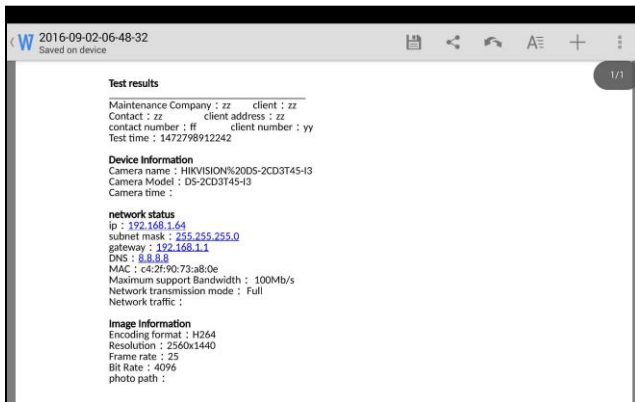 W 2016-09-02-06-48-32
Saved on device
1/1
Test results
Maintenance Company：zz client：zz
Contact：zz client address：zz
contact number：ff client number：yy
Test time：1472798912242
Device Information
Camera name：HIKVISION%20DS-2CD3T45-I3
Camera Model：DS-2CD3T45-I3
Camera time：
network status
ip：192.168.1.64
subnet mask：255.255.255.0
gateway：192.168.1.1
DNS：8.8.8.8
MAC：c4:2f:90:73:a8:0e
Maximum support Bandwidth：100Mb/s
Network transmission mode：Full
Network traffic：
Image Information
Encoding format：H264
Resolution：2560x1440
Frame rate：25
Bit Rate：4096
photo path：